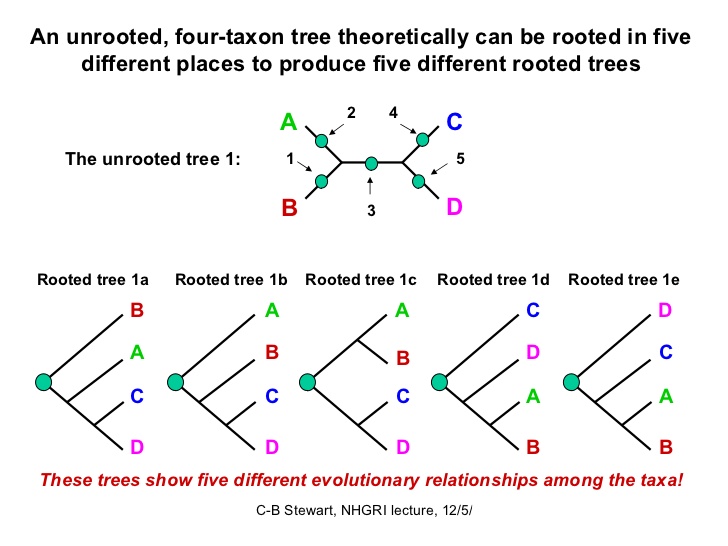 An unrooted, four-taxon tree theoretically can be rooted in five
different places to produce five different rooted trees
2 4
A C
The unrooted tree 1: 1 5
B D
3
Rooted tree 1a Rooted tree 1b Rooted tree 1c Rooted tree 1d Rooted tree 1e
B A A C D
A B B D C
C C C A A
D D D B B
These trees show five different evolutionary relationships among the taxa!
C-B Stewart, NHGRI lecture, 12/5/